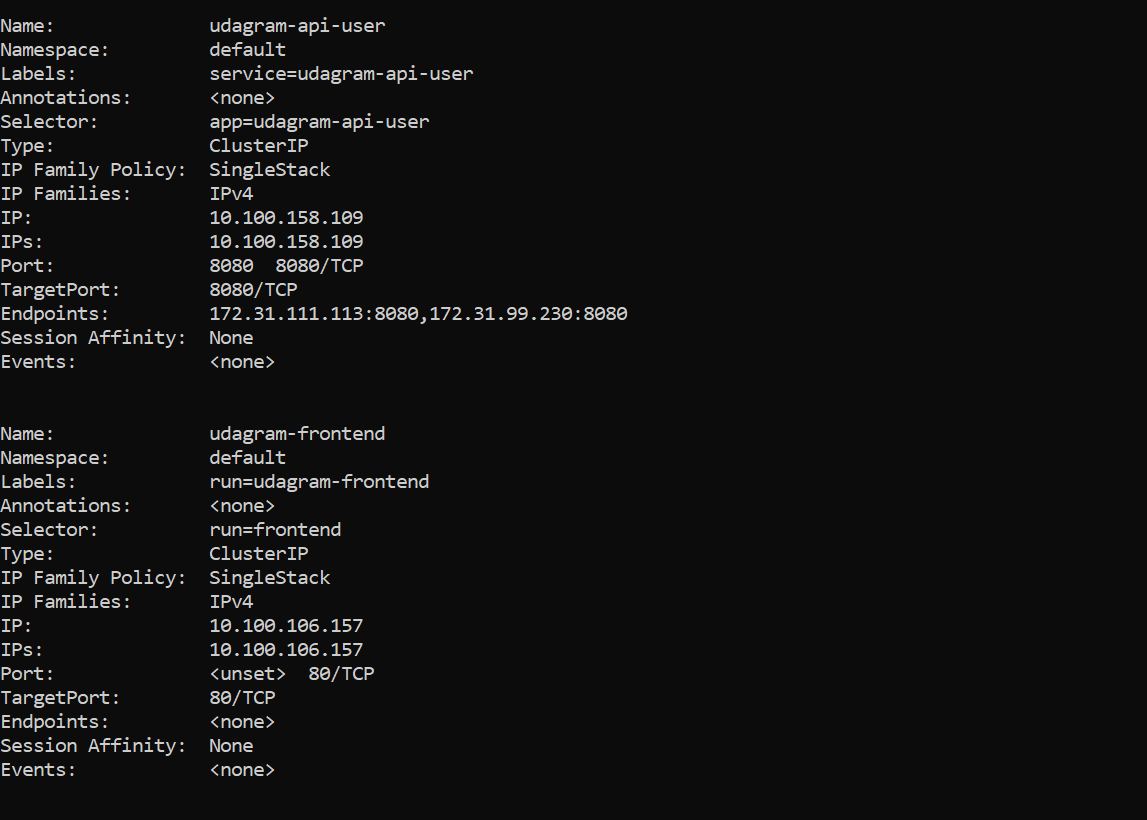 Name:              udagram-api-user
Namespace:         default
Labels:            service=udagram-api-user
Annotations:       <none>
Selector:          app=udagram-api-user
Type:              ClusterIP
IP Family Policy:  SingleStack
IP Families:       IPv4
IP:                10.100.158.109
IPs:               10.100.158.109
Port:              8080  8080/TCP
TargetPort:        8080/TCP
Endpoints:         172.31.111.113:8080,172.31.99.230:8080
Session Affinity:  None
Events:            <none>
Name:              udagram-frontend
Namespace:         default
Labels:            run=udagram-frontend
Annotations:       <none>
Selector:          run=frontend
Type:              ClusterIP
IP Family Policy:  SingleStack
IP Families:       IPv4
IP:                10.100.106.157
IPs:               10.100.106.157
Port:              <unset>  80/TCP
TargetPort:        80/TCP
Endpoints:         <none>
Session Affinity:  None
Events:            <none>